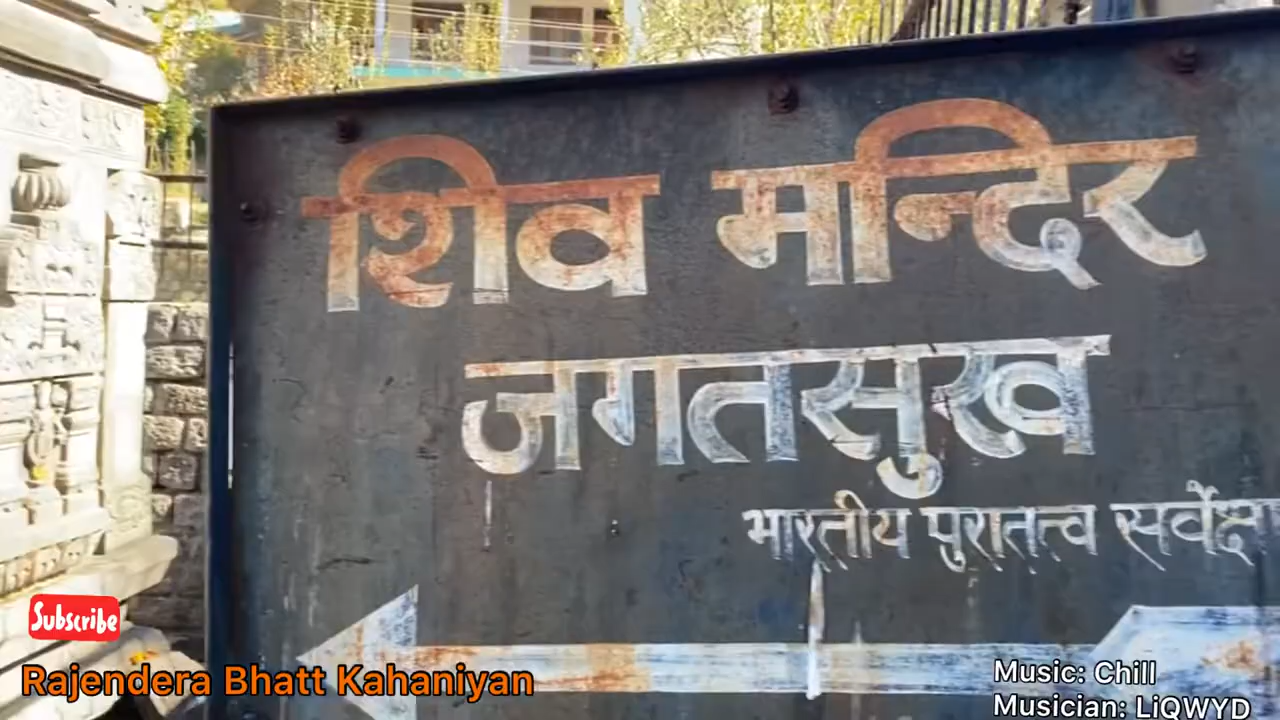 शिव मन्दिर
जगतसुख
भारतीय पुरातत्त्व
Subscribe
Rajendera Bhatt Kahaniyan
Music: Chill
Musician: LiQWYD